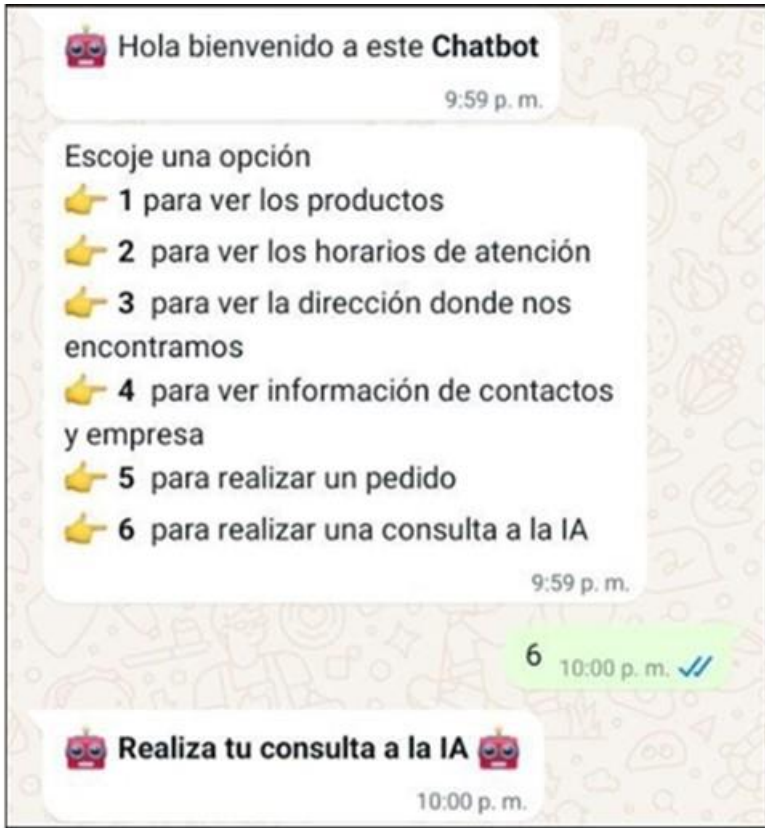 🤖 Hola bienvenido a este Chatbot
9:59 p. m.
Escoje una opción
👉 1 para ver los productos
👉 2 para ver los horarios de atención
👉 3 para ver la dirección donde nos
encontramos
👉 4 para ver información de contactos
y empresa
👉 5 para realizar un pedido
👉 6 para realizar una consulta a la IA
9:59 p. m.
6 10:00 p. m.
🤖 Realiza tu consulta a la IA 🤖
10:00 p. m.